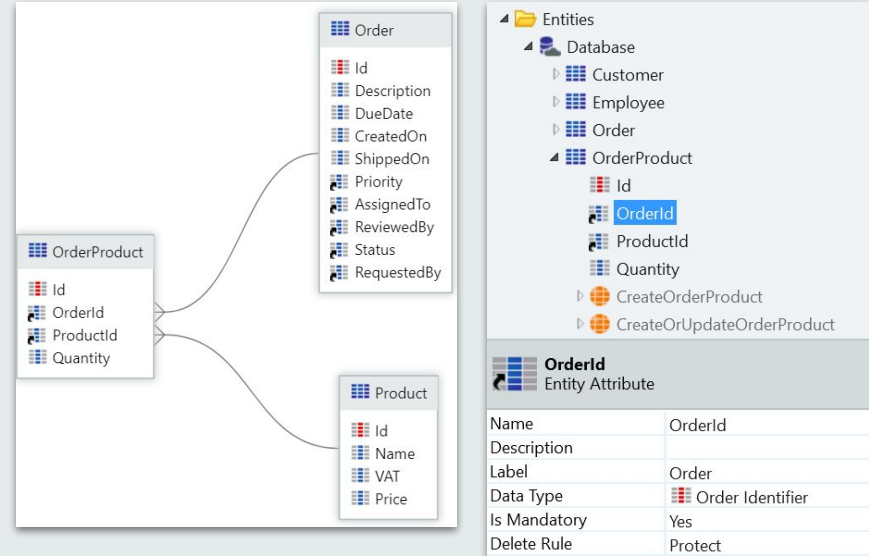 Order
Id
Description
DueDate
CreatedOn
ShippedOn
Priority
AssignedTo
ReviewedBy
Status
RequestedBy
OrderProduct
Id
OrderId
ProductId
Quantity
Product
Id
Name
VAT
Price
Entities
Database
Customer
Employee
Order
OrderProduct
Id
OrderId
ProductId
Quantity
CreateOrderProduct
CreateOrUpdateOrderProduct
OrderId
Entity Attribute
Name OrderId
Description
Label Order
Data Type Order Identifier
Is Mandatory Yes
Delete Rule Protect